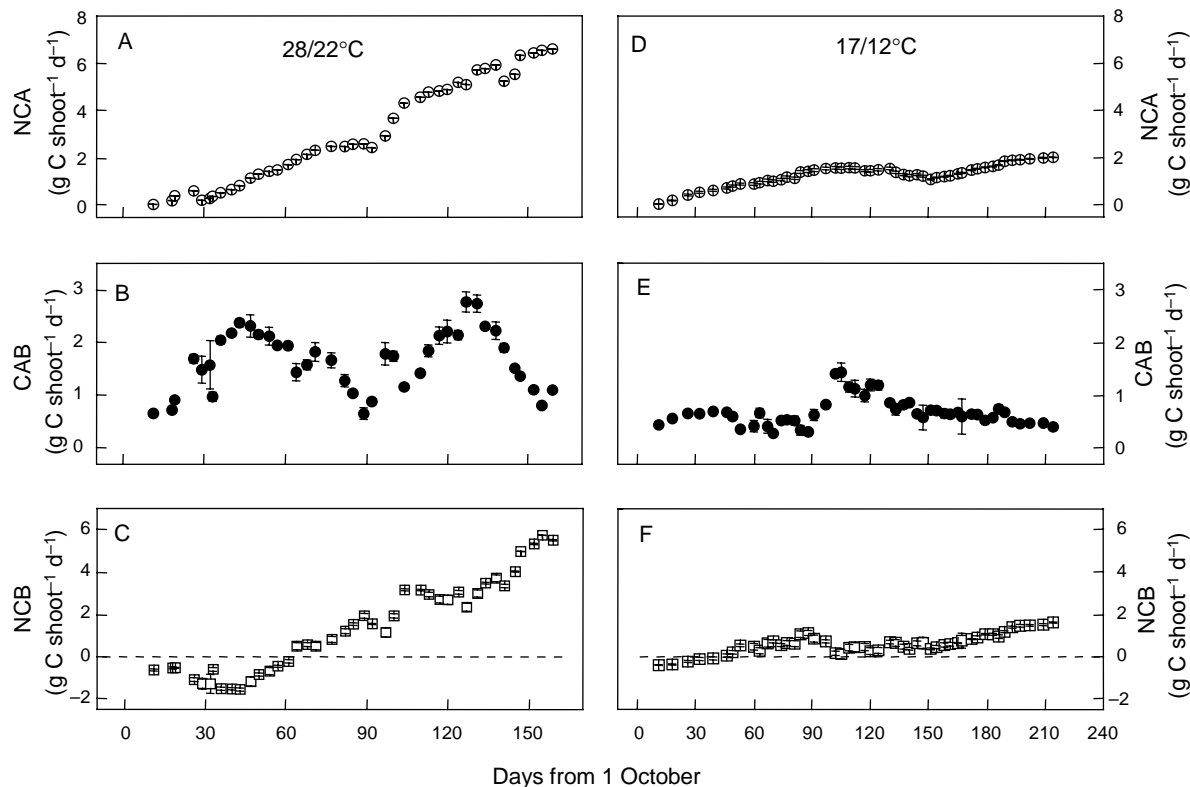 A
28/22°C
NCA
(g C shoot⁻¹ d⁻¹)
8
6
4
2
0
D
17/12°C
NCA
(g C shoot⁻¹ d⁻¹)
8
6
4
2
0
B
CAB
(g C shoot⁻¹ d⁻¹)
3
2
1
0
E
CAB
(g C shoot⁻¹ d⁻¹)
3
2
1
0
C
NCB
(g C shoot⁻¹ d⁻¹)
6
4
2
0
−2
0 30 60 90 120 150
F
NCB
(g C shoot⁻¹ d⁻¹)
6
4
2
0
−2
0 30 60 90 120 150 180 210 240
Days from 1 October